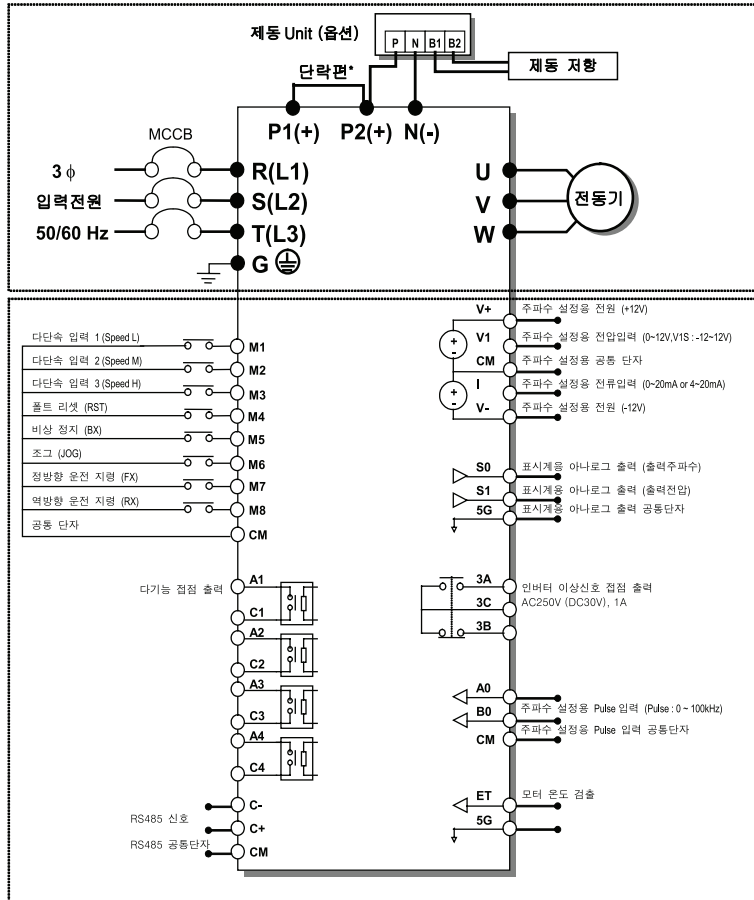 제동 Unit (옵션)
P N B1 B2
제동 저항
단락편*
P1(+) P2(+) N(-)
MCCB
3 ϕ
입력전원
50/60 Hz
R(L1)
S(L2)
T(L3)
G
U
V
W
전동기
다단속 입력 1 (Speed L)
M1
다단속 입력 2 (Speed M)
M2
다단속 입력 3 (Speed H)
M3
폴트 리셋 (RST)
M4
비상 정지 (BX)
M5
조그 (JOG)
M6
정방향 운전 지령 (FX)
M7
역방향 운전 지령 (RX)
M8
공통 단자
CM
다기능 접점 출력
A1
C1
A2
C2
A3
C3
A4
C4
RS485 신호
C-
C+
RS485 공통단자
CM
V+
주파수 설정용 전원 (+12V)
+
-
V1
주파수 설정용 전압입력 (0~12V,V1S : -12~12V)
CM
주파수 설정용 공통 단자
+
-
I
주파수 설정용 전류입력 (0~20mA or 4~20mA)
V-
주파수 설정용 전원 (-12V)
S0
표시계용 아나로그 출력 (출력주파수)
S1
표시계용 아나로그 출력 (출력전압)
5G
표시계용 아나로그 출력 공통단자
3A
인버터 이상신호 접점 출력
3C
AC250V (DC30V), 1A
3B
A0
주파수 설정용 Pulse 입력 (Pulse : 0 ~ 100kHz)
B0
주파수 설정용 Pulse 입력 공통단자
CM
ET
모터 온도 검출
5G